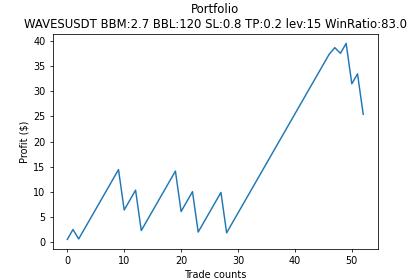 Portfolio
WAVESUSDT BBM:2.7 BBL:120 SL:0.8 TP:0.2 lev:15 WinRatio:83.0
40
35
30
25
20
15
10
5
0
Profit ($)
0 10 20 30 40 50
Trade counts